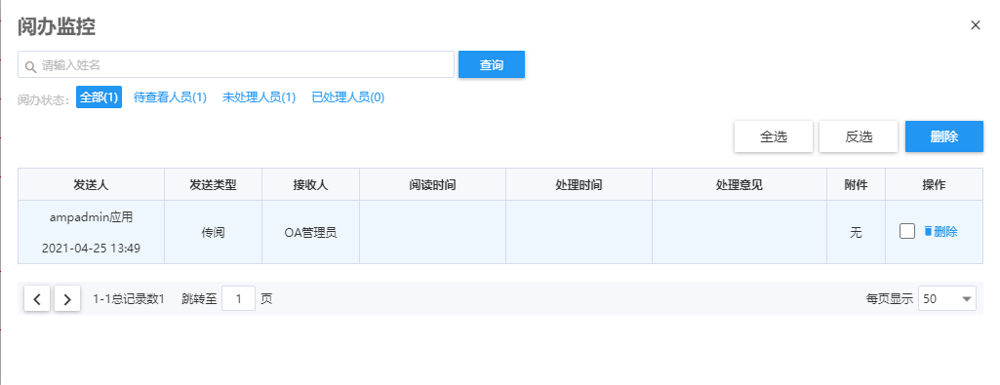 阅办监控
×
请输入姓名 查询
阅办状态： 全部(1) 待查看人员(1) 未处理人员(1) 已处理人员(0)
全选 反选 删除
发送人 发送类型 接收人 阅读时间 处理时间 处理意见 附件 操作
ampadmin应用
2021-04-25 13:49
传阅 OA管理员 无 删除
1-1总记录数1 跳转至 1 页 每页显示 50